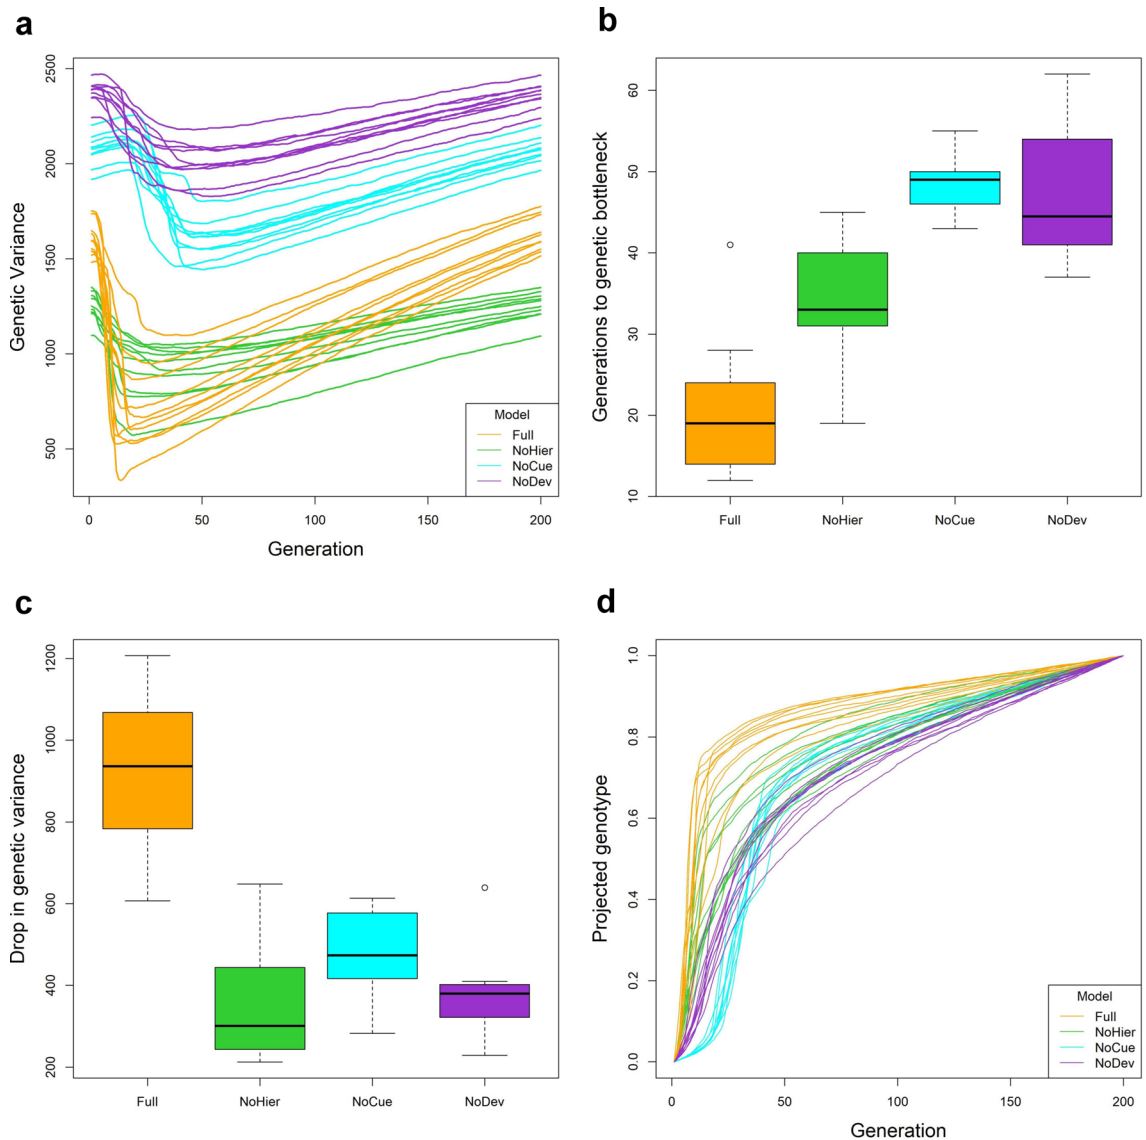 a
Genetic Variance
2500
2000
1500
1000
500
Model
Full
NoHier
NoCue
NoDev
0 50 100 150 200
Generation
b
Generations to genetic bottleneck
60
50
40
30
20
10
Full NoHier NoCue NoDev
c
Drop in genetic variance
1200
1000
800
600
400
200
Full NoHier NoCue NoDev
d
Projected genotype
1.0
0.8
0.6
0.4
0.2
0.0
Model
Full
NoHier
NoCue
NoDev
0 50 100 150 200
Generation